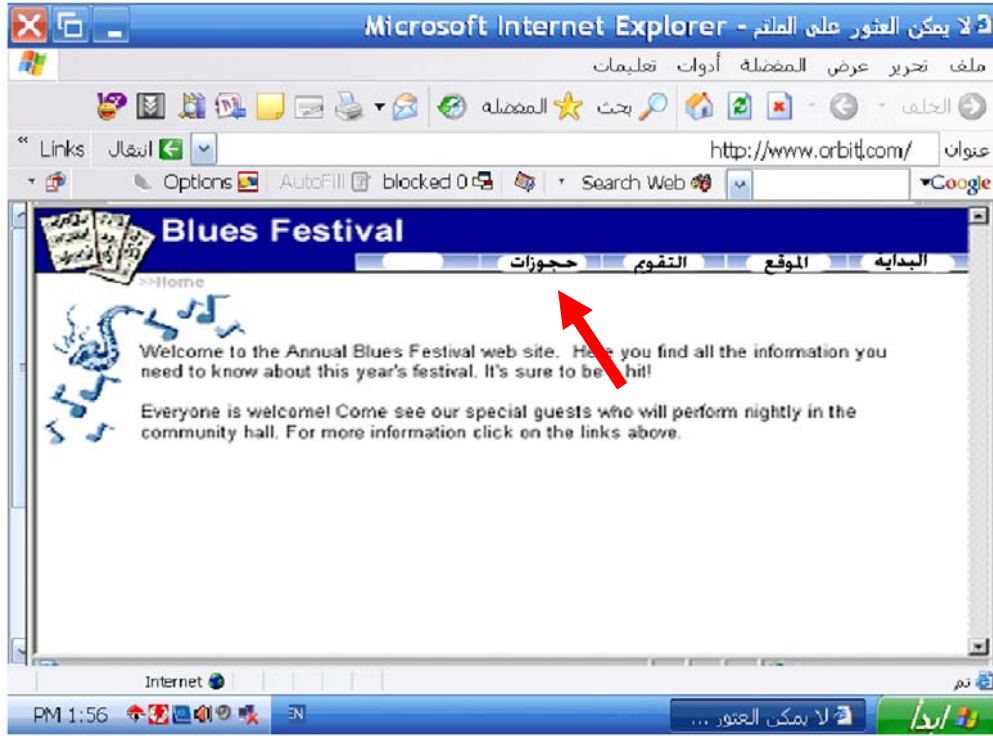 لا يمكن العثور على الملتم - Microsoft Internet Explorer
ملف تحرير عرض المفضلة أدوات تعليمات
الخلف بحث المفضله
عنوان http://www.orbitl.com/ انتقال Links
Google Search Web blocked 0 AutoFill Options
Blues Festival
البداية الموقع التقويم حجوزات
>>Home
Welcome to the Annual Blues Festival web site. Here you find all the information you
need to know about this year's festival. It's sure to be hit!
Everyone is welcome! Come see our special guests who will perform nightly in the
community hall. For more information click on the links above.
تم Internet
ابدأ لا يمكن العثور ... EN 1:56 PM